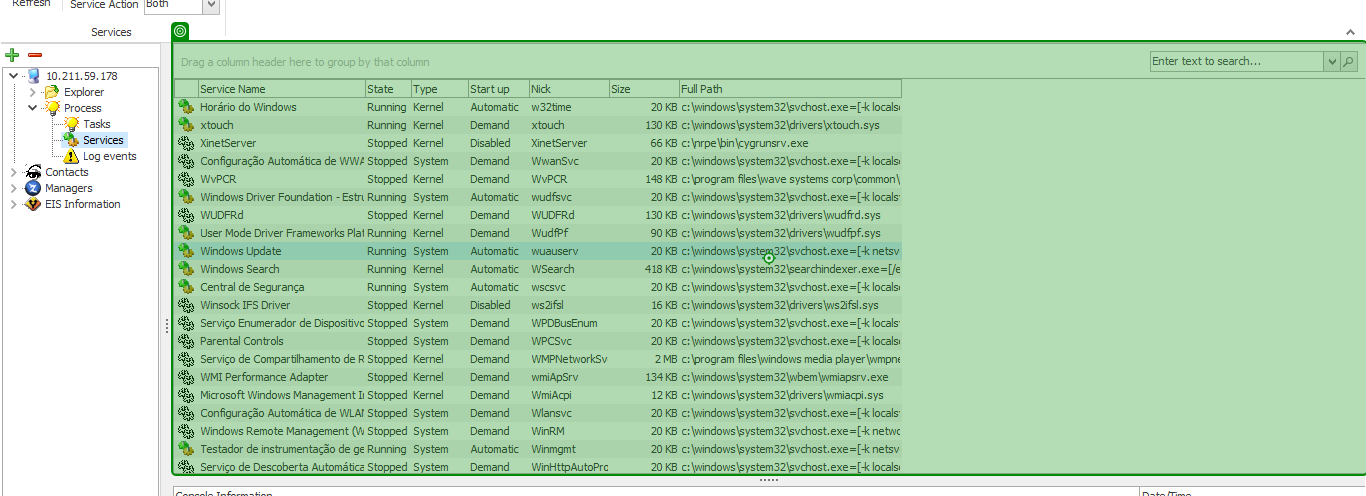 Refresh
Service Action Both
Services
Drag a column header here to group by that column
Enter text to search...
10.211.59.178
Explorer
Process
Tasks
Services
Log events
Contacts
Managers
EIS Information
Service Name State Type Start up Nick Size Full Path
Horário do Windows Running Kernel Automatic w32time 20 KB c:\windows\system32\svchost.exe=[-k locals
xtouch Running Kernel Demand xtouch 130 KB c:\windows\system32\drivers\xtouch.sys
XinetServer Stopped Kernel Disabled XinetServer 66 KB c:\nrpe\bin\cygrunsrv.exe
Configuração Automática de WWA Stopped System Demand WwanSvc 20 KB c:\windows\system32\svchost.exe=[-k locals
WvPCR Stopped Kernel Demand WvPCR 148 KB c:\program files\wave systems corp\common\
Windows Driver Foundation - Estru Running System Automatic wudfsvc 20 KB c:\windows\system32\svchost.exe=[-k locals
WUDFRd Stopped Kernel Demand WUDFRd 130 KB c:\windows\system32\drivers\wudfrd.sys
User Mode Driver Frameworks Plat Running Kernel Demand WudfPf 90 KB c:\windows\system32\drivers\wudfpf.sys
Windows Update Running System Automatic wuauserv 20 KB c:\windows\system32\svchost.exe=[-k netsv
Windows Search Running Kernel Automatic WSearch 418 KB c:\windows\system32\searchindexer.exe=[/e
Central de Segurança Running System Automatic wscsvc 20 KB c:\windows\system32\svchost.exe=[-k locals
Winsock IFS Driver Stopped Kernel Disabled ws2ifsl 16 KB c:\windows\system32\drivers\ws2ifsl.sys
Serviço Enumerador de Dispositivo Stopped System Demand WPDBusEnum 20 KB c:\windows\system32\svchost.exe=[-k locals
Parental Controls Stopped System Demand WPCSvc 20 KB c:\windows\system32\svchost.exe=[-k locals
Serviço de Compartilhamento de R Stopped Kernel Demand WMPNetworkSv 2 MB c:\program files\windows media player\wmpne
WMI Performance Adapter Stopped Kernel Demand wmiApSrv 134 KB c:\windows\system32\wbem\wmiapsrv.exe
Microsoft Windows Management I Stopped Kernel Demand WmiAcpi 12 KB c:\windows\system32\drivers\wmiacpi.sys
Configuração Automática de WLAN Stopped System Demand Wlansvc 20 KB c:\windows\system32\svchost.exe=[-k locals
Windows Remote Management (W Stopped System Demand WinRM 20 KB c:\windows\system32\svchost.exe=[-k netwo
Testador de instrumentação de ge Running System Automatic Winmgmt 20 KB c:\windows\system32\svchost.exe=[-k netsv
Serviço de Descoberta Automática Stopped System Demand WinHttpAutoPro 20 KB c:\windows\system32\svchost.exe=[-k locals
Console Information Date/Time